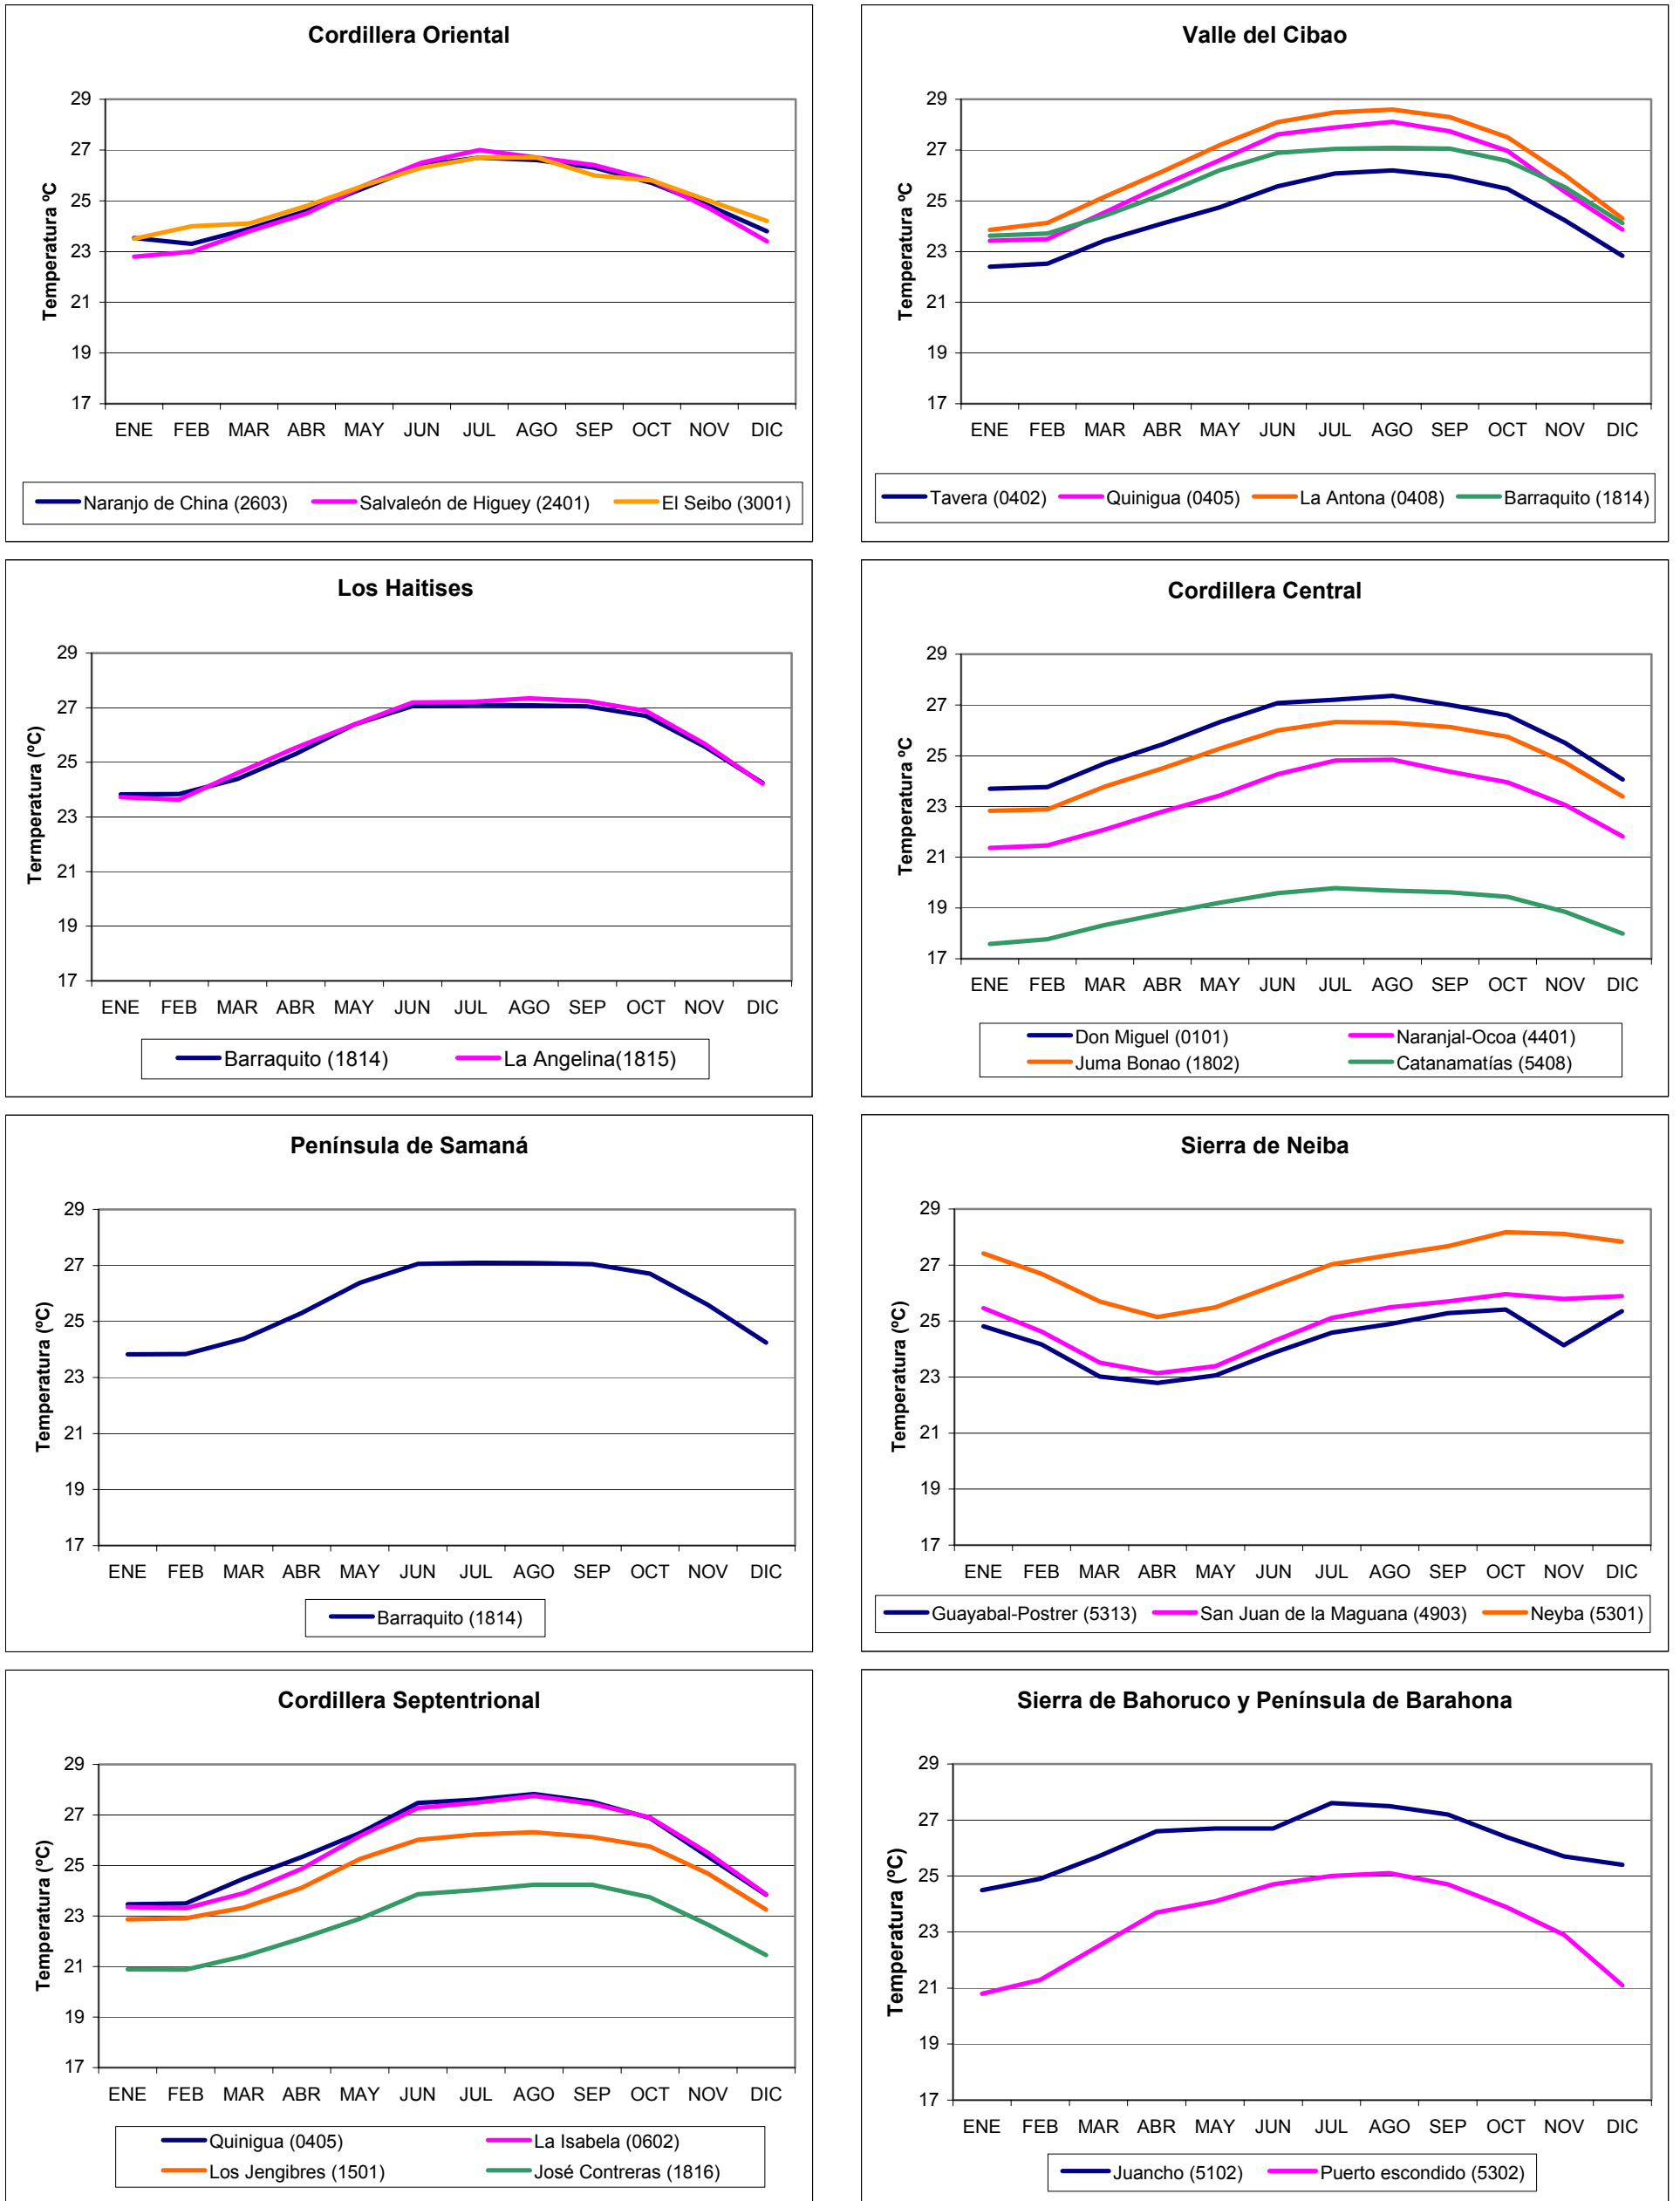 Cordillera Oriental
Temperatura ºC
29
27
25
23
21
19
17
ENE FEB MAR ABR MAY JUN JUL AGO SEP OCT NOV DIC
Naranjo de China (2603) Salvaleón de Higuey (2401) El Seibo (3001)
Valle del Cibao
Temperatura ºC
29
27
25
23
21
19
17
ENE FEB MAR ABR MAY JUN JUL AGO SEP OCT NOV DIC
Tavera (0402) Quinigua (0405) La Antona (0408) Barraquito (1814)
Los Haitises
Termperatura (ºC)
29
27
25
23
21
19
17
ENE FEB MAR ABR MAY JUN JUL AGO SEP OCT NOV DIC
Barraquito (1814) La Angelina(1815)
Cordillera Central
Temperatura ºC
29
27
25
23
21
19
17
ENE FEB MAR ABR MAY JUN JUL AGO SEP OCT NOV DIC
Don Miguel (0101) Naranjal-Ocoa (4401)
Juma Bonao (1802) Catanamatías (5408)
Península de Samaná
Temperatura (ºC)
29
27
25
23
21
19
17
ENE FEB MAR ABR MAY JUN JUL AGO SEP OCT NOV DIC
Barraquito (1814)
Sierra de Neiba
Temperatura (ºC)
29
27
25
23
21
19
17
ENE FEB MAR ABR MAY JUN JUL AGO SEP OCT NOV DIC
Guayabal-Postrer (5313) San Juan de la Maguana (4903) Neyba (5301)
Cordillera Septentrional
Temperatura (ºC)
29
27
25
23
21
19
17
ENE FEB MAR ABR MAY JUN JUL AGO SEP OCT NOV DIC
Quinigua (0405) La Isabela (0602)
Los Jengibres (1501) José Contreras (1816)
Sierra de Bahoruco y Península de Barahona
Temperatura (ºC)
29
27
25
23
21
19
17
ENE FEB MAR ABR MAY JUN JUL AGO SEP OCT NOV DIC
Juancho (5102) Puerto escondido (5302)